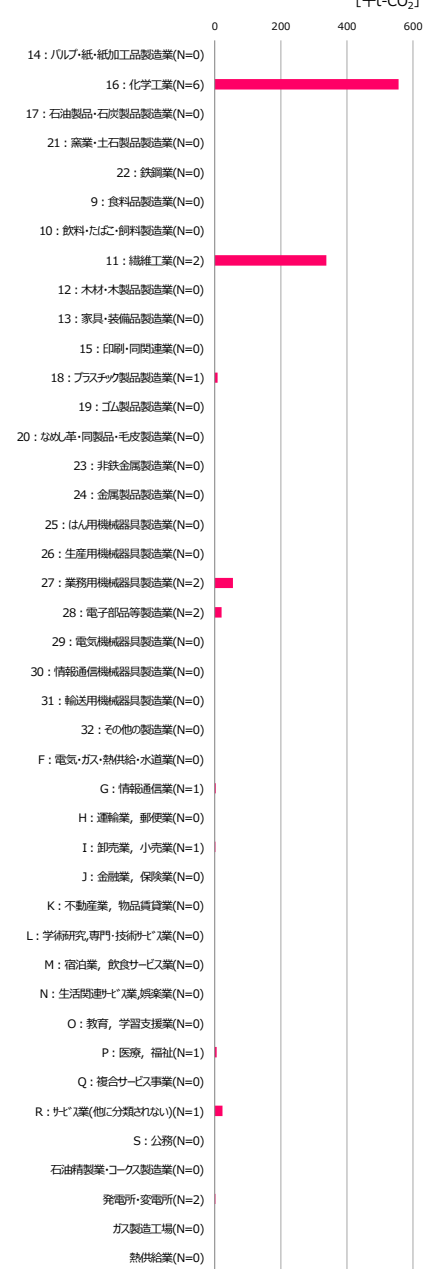 [千t-CO2]
0 200 400 600
14：パルプ・紙・紙加工品製造業(N=0)
16：化学工業(N=6)
17：石油製品・石炭製品製造業(N=0)
21：窯業・土石製品製造業(N=0)
22：鉄鋼業(N=0)
9：食料品製造業(N=0)
10：飲料・たばこ・飼料製造業(N=0)
11：繊維工業(N=2)
12：木材・木製品製造業(N=0)
13：家具・装備品製造業(N=0)
15：印刷・同関連業(N=0)
18：プラスチック製品製造業(N=1)
19：ゴム製品製造業(N=0)
20：なめし革・同製品・毛皮製造業(N=0)
23：非鉄金属製造業(N=0)
24：金属製品製造業(N=0)
25：はん用機械器具製造業(N=0)
26：生産用機械器具製造業(N=0)
27：業務用機械器具製造業(N=2)
28：電子部品等製造業(N=2)
29：電気機械器具製造業(N=0)
30：情報通信機械器具製造業(N=0)
31：輸送用機械器具製造業(N=0)
32：その他の製造業(N=0)
F：電気・ガス・熱供給・水道業(N=0)
G：情報通信業(N=1)
H：運輸業，郵便業(N=0)
I：卸売業，小売業(N=1)
J：金融業，保険業(N=0)
K：不動産業，物品賃貸業(N=0)
L：学術研究,専門・技術ｻｰﾋﾞｽ業(N=0)
M：宿泊業，飲食サービス業(N=0)
N：生活関連ｻｰﾋﾞｽ業,娯楽業(N=0)
O：教育，学習支援業(N=0)
P：医療，福祉(N=1)
Q：複合サービス事業(N=0)
R：ｻｰﾋﾞｽ業(他に分類されない)(N=1)
S：公務(N=0)
石油精製業・コークス製造業(N=0)
発電所・変電所(N=2)
ガス製造工場(N=0)
熱供給業(N=0)